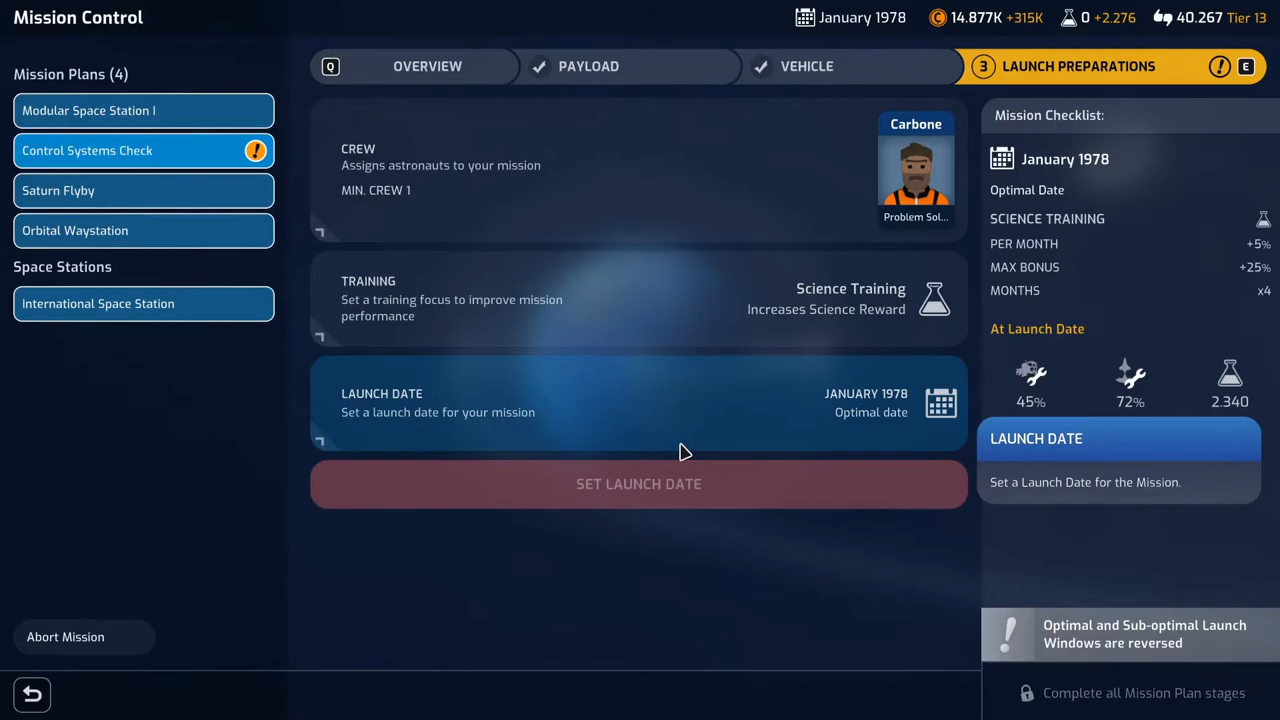 Mission Control
January 1978
14.877K +315K
0 +2.276
40.267 Tier 13
Mission Plans (4)
Modular Space Station I
Control Systems Check
Saturn Flyby
Orbital Waystation
Space Stations
International Space Station
Abort Mission
Q
OVERVIEW
PAYLOAD
VEHICLE
3
LAUNCH PREPARATIONS
E
CREW
Assigns astronauts to your mission
MIN. CREW 1
Carbone
Problem Sol...
TRAINING
Set a training focus to improve mission
performance
Science Training
Increases Science Reward
LAUNCH DATE
Set a launch date for your mission
JANUARY 1978
Optimal date
SET LAUNCH DATE
Mission Checklist:
January 1978
Optimal Date
SCIENCE TRAINING
PER MONTH +5%
MAX BONUS +25%
MONTHS x4
At Launch Date
45% 72% 2.340
LAUNCH DATE
Set a Launch Date for the Mission.
Optimal and Sub-optimal Launch
Windows are reversed
Complete all Mission Plan stages